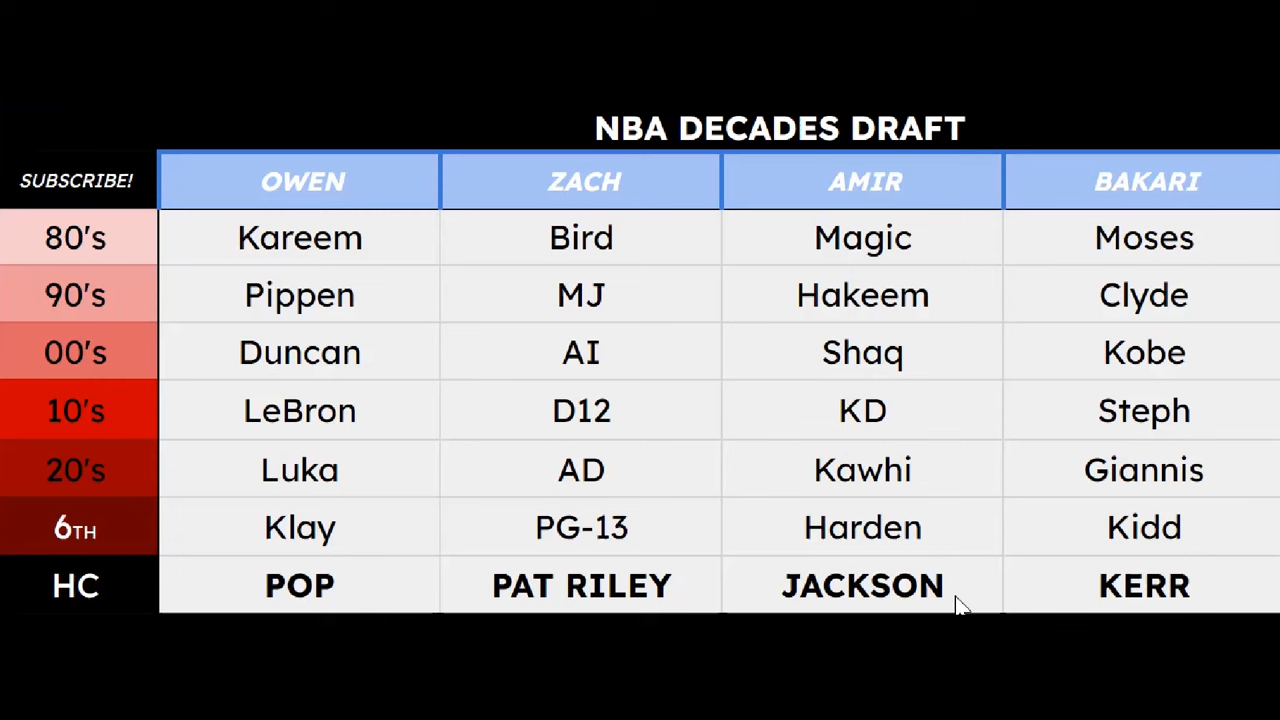 NBA DECADES DRAFT
SUBSCRIBE! OWEN ZACH AMIR BAKARI
80's Kareem Bird Magic Moses
90's Pippen MJ Hakeem Clyde
00's Duncan AI Shaq Kobe
10's LeBron D12 KD Steph
20's Luka AD Kawhi Giannis
6TH Klay PG-13 Harden Kidd
HC POP PAT RILEY JACKSON KERR